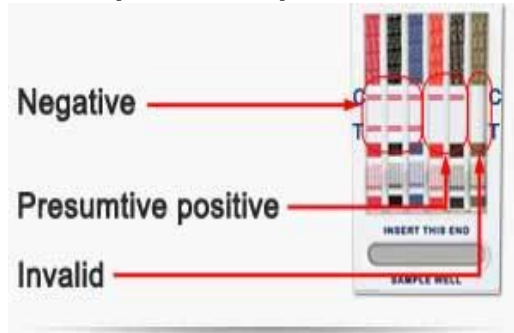 Negative
C C
T T
Presumtive positive
INSERT THIS END
Invalid
SAMPLE WELL